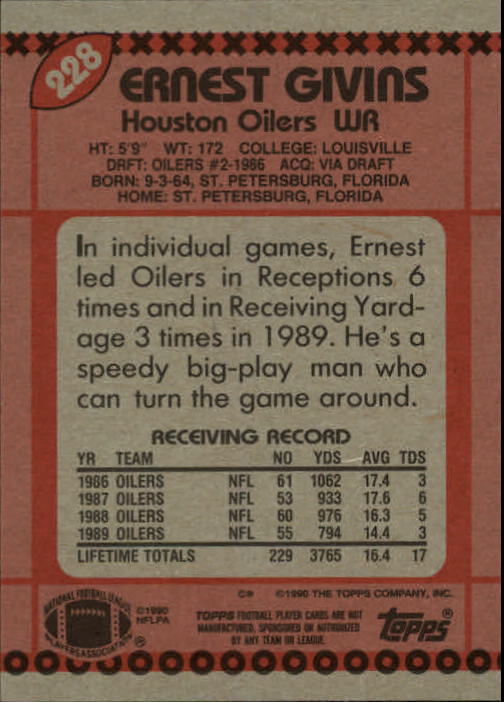 228
ERNEST GIVINS
Houston Oilers WR
HT: 5'9" WT: 172 COLLEGE: LOUISVILLE
DRFT: OILERS #2-1986 ACQ: VIA DRAFT
BORN: 9-3-64, ST. PETERSBURG, FLORIDA
HOME: ST. PETERSBURG, FLORIDA
In individual games, Ernest
led Oilers in Receptions 6
times and in Receiving Yard-
age 3 times in 1989. He's a
speedy big-play man who
can turn the game around.
RECEIVING RECORD
YR TEAM NO YDS AVG TDS
1986 OILERS NFL 61 1062 17.4 3
1987 OILERS NFL 53 933 17.6 6
1988 OILERS NFL 60 976 16.3 5
1989 OILERS NFL 55 794 14.4 3
LIFETIME TOTALS 229 3765 16.4 17
C* ©1990 THE TOPPS COMPANY, INC.
NATIONAL FOOTBALL LEAGUE
PLAYERS ASSOCIATION ®
©1990
NFLPA
TOPPS FOOTBALL PLAYER CARDS ARE NOT
MANUFACTURED, SPONSORED OR AUTHORIZED
BY ANY TEAM OR LEAGUE.
Topps®